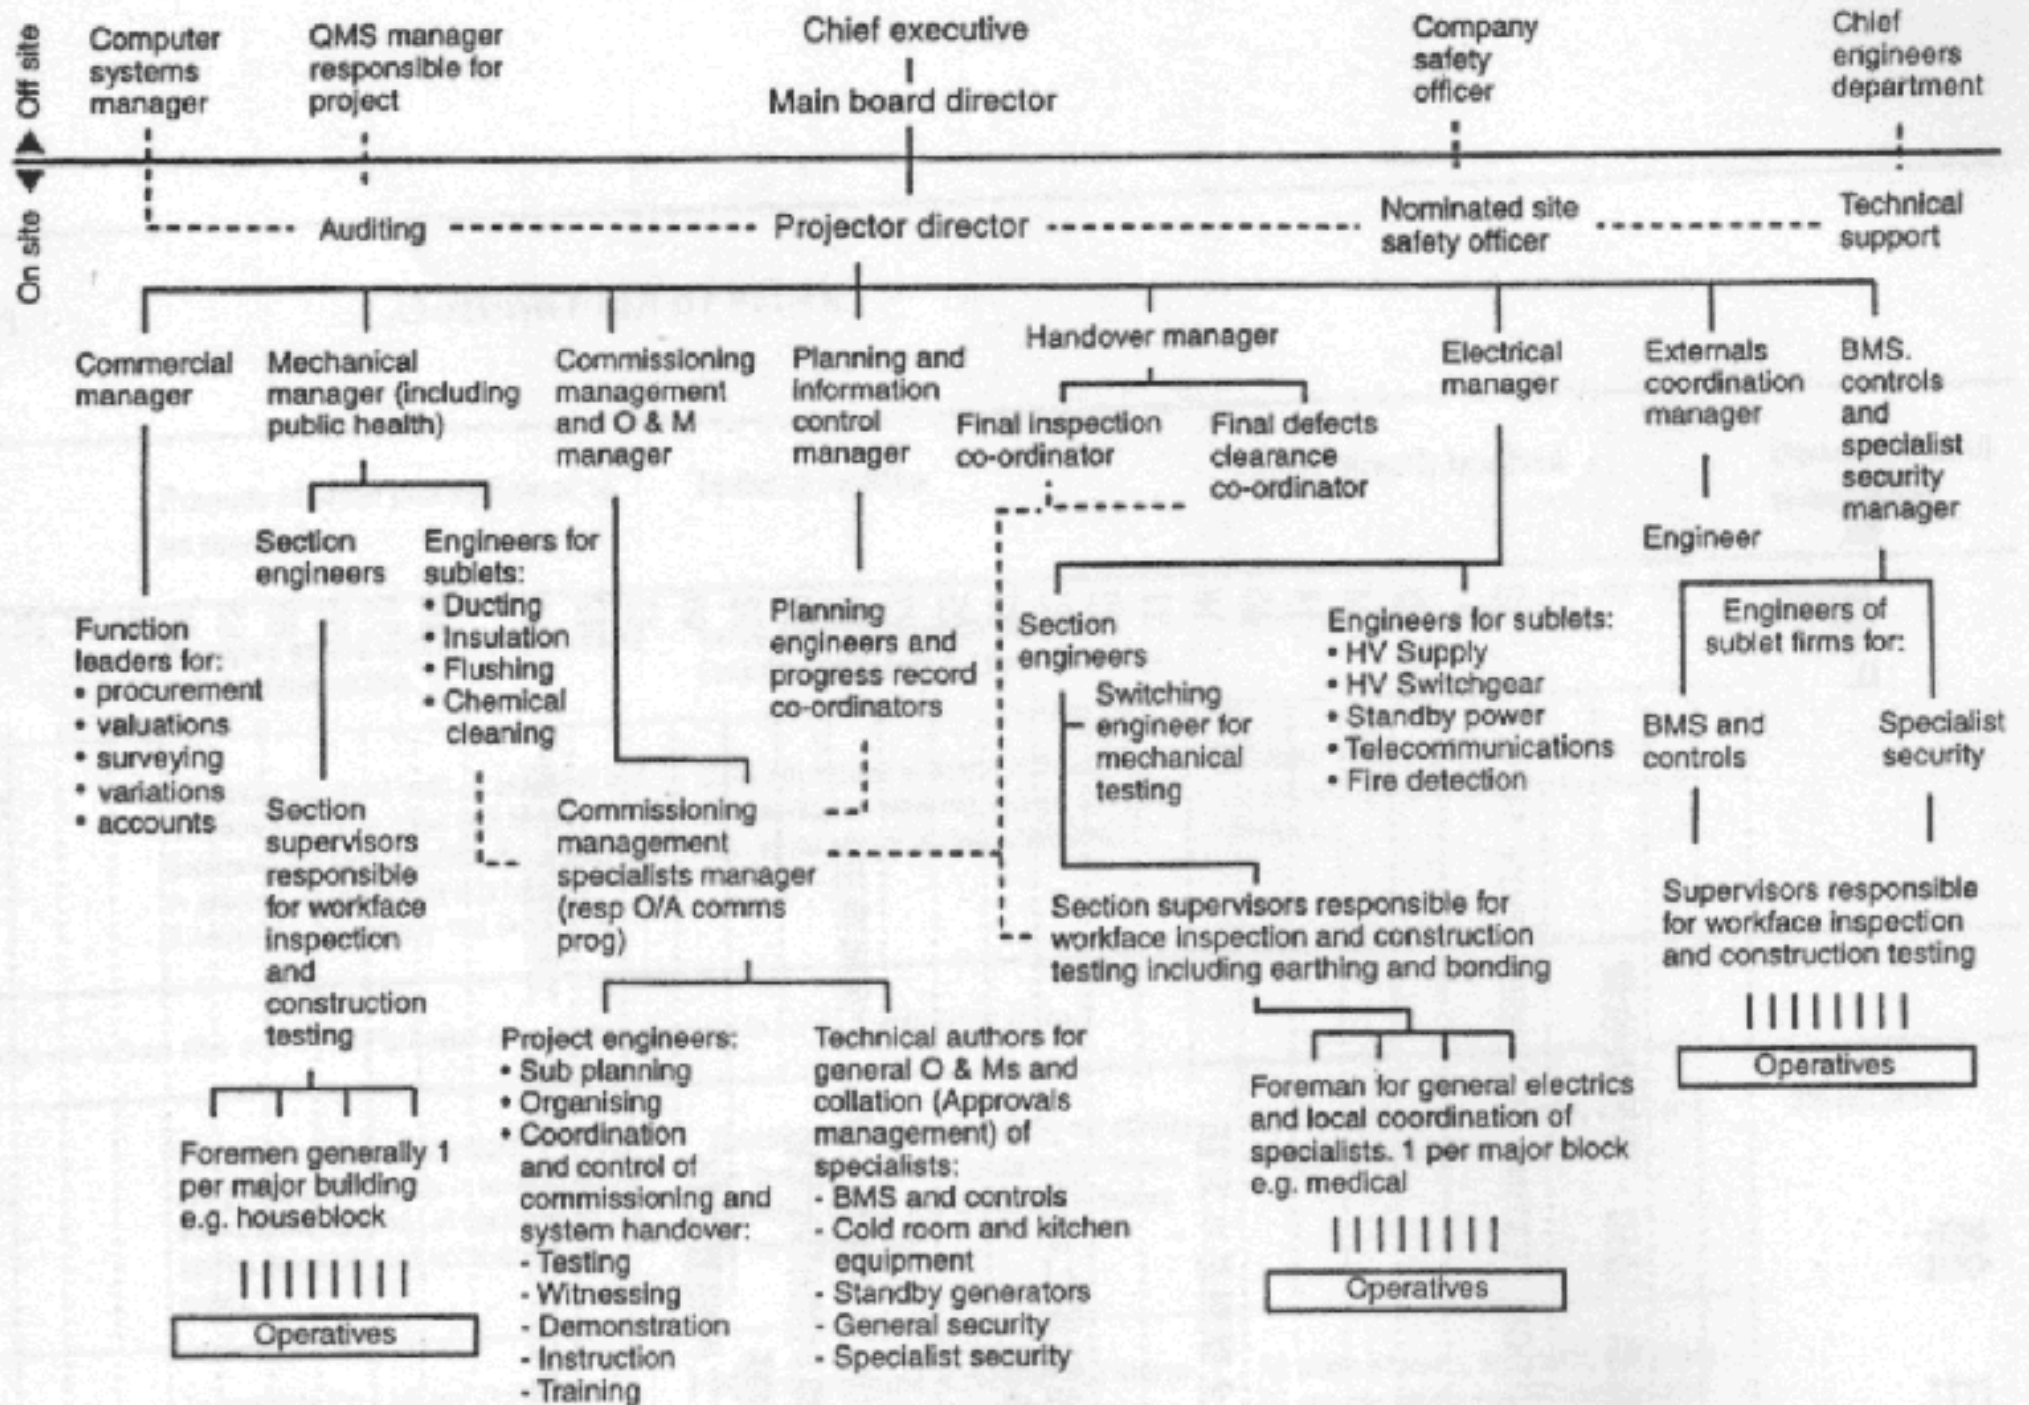 Off site
On site
Computer
systems
manager
QMS manager
responsible for
project
Chief executive
Main board director
Company
safety
officer
Chief
engineers
department
Auditing
Projector director
Nominated site
safety officer
Technical
support
Commercial
manager
Mechanical
manager (including
public health)
Commissioning
management
and O & M
manager
Planning and
information
control
manager
Handover manager
Final inspection
co-ordinator
Final defects
clearance
co-ordinator
Electrical
manager
Externals
coordination
manager
BMS.
controls
and
specialist
security
manager
Function
leaders for:
• procurement
• valuations
• surveying
• variations
• accounts
Section
engineers
Engineers for
sublets:
• Ducting
• Insulation
• Flushing
• Chemical
cleaning
Planning
engineers and
progress record
co-ordinators
Section
engineers
Switching
engineer for
mechanical
testing
Engineers for sublets:
• HV Supply
• HV Switchgear
• Standby power
• Telecommunications
• Fire detection
Engineer
Engineers of
sublet firms for:
BMS and
controls
Specialist
security
Section
supervisors
responsible
for workface
inspection
and
construction
testing
Commissioning
management
specialists manager
(resp O/A comms
prog)
Section supervisors responsible for
workface inspection and construction
testing including earthing and bonding
Supervisors responsible
for workface inspection
and construction testing
Operatives
Foremen generally 1
per major building
e.g. houseblock
Operatives
Project engineers:
• Sub planning
• Organising
• Coordination
and control of
commissioning and
system handover:
- Testing
- Witnessing
- Demonstration
- Instruction
- Training
Technical authors for
general O & Ms and
collation (Approvals
management) of
specialists:
- BMS and controls
- Cold room and kitchen
equipment
- Standby generators
- General security
- Specialist security
Foreman for general electrics
and local coordination of
specialists. 1 per major block
e.g. medical
Operatives